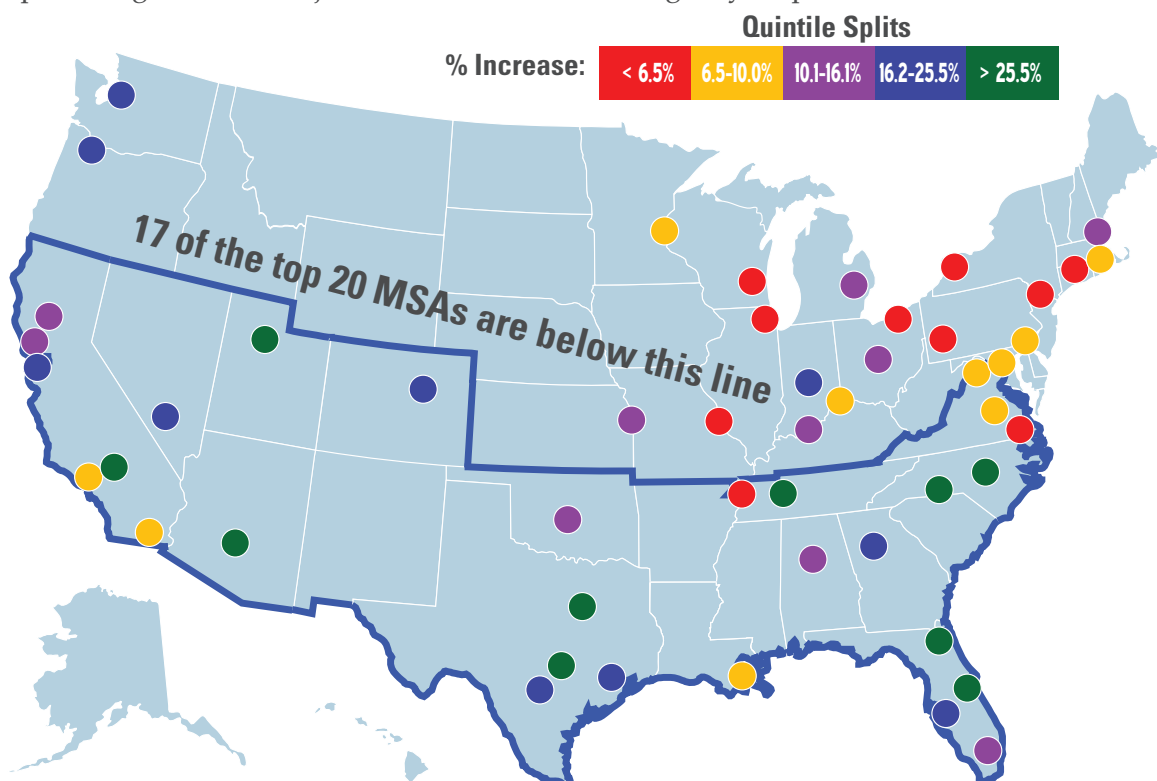 Quintile Splits
% Increase:
< 6.5%
6.5-10.0%
10.1-16.1%
16.2-25.5%
> 25.5%
17 of the top 20 MSAs are below this line